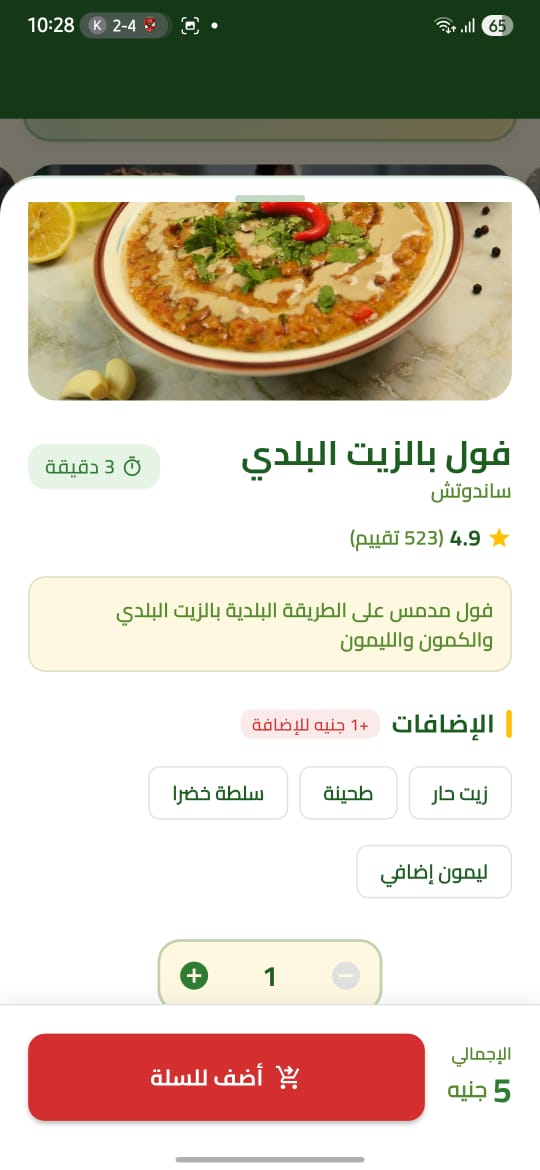 10:28 K 2-4 65
فول بالزيت البلدي
3 دقيقة
ساندوتش
4.9 (523 تقييم)
فول مدمس على الطريقة البلدية بالزيت البلدي
والكمون والليمون
الإضافات +1 جنيه للإضافة
زيت حار طحينة سلطة خضرا
ليمون إضافي
1
الإجمالي
5 جنيه
أضف للسلة